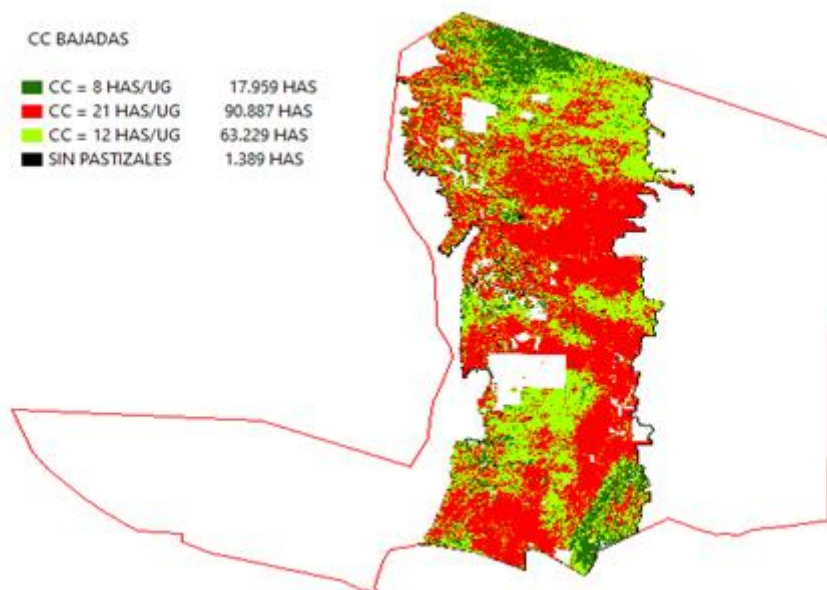 CC BAJADAS
CC = 8 HAS/UG 17.959 HAS
CC = 21 HAS/UG 90.887 HAS
CC = 12 HAS/UG 63.229 HAS
SIN PASTIZALES 1.389 HAS